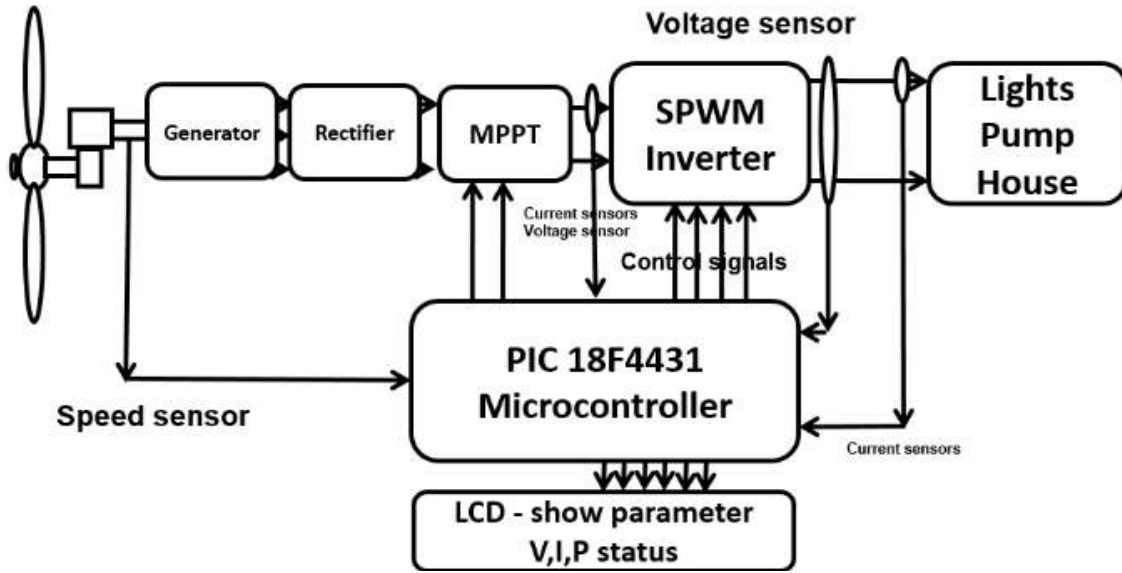 Voltage sensor
Generator
Rectifier
MPPT
SPWM
Inverter
Lights
Pump
House
Current sensors
Voltage sensor
Control signals
PIC 18F4431
Microcontroller
Speed sensor
Current sensors
LCD - show parameter
V,I,P status